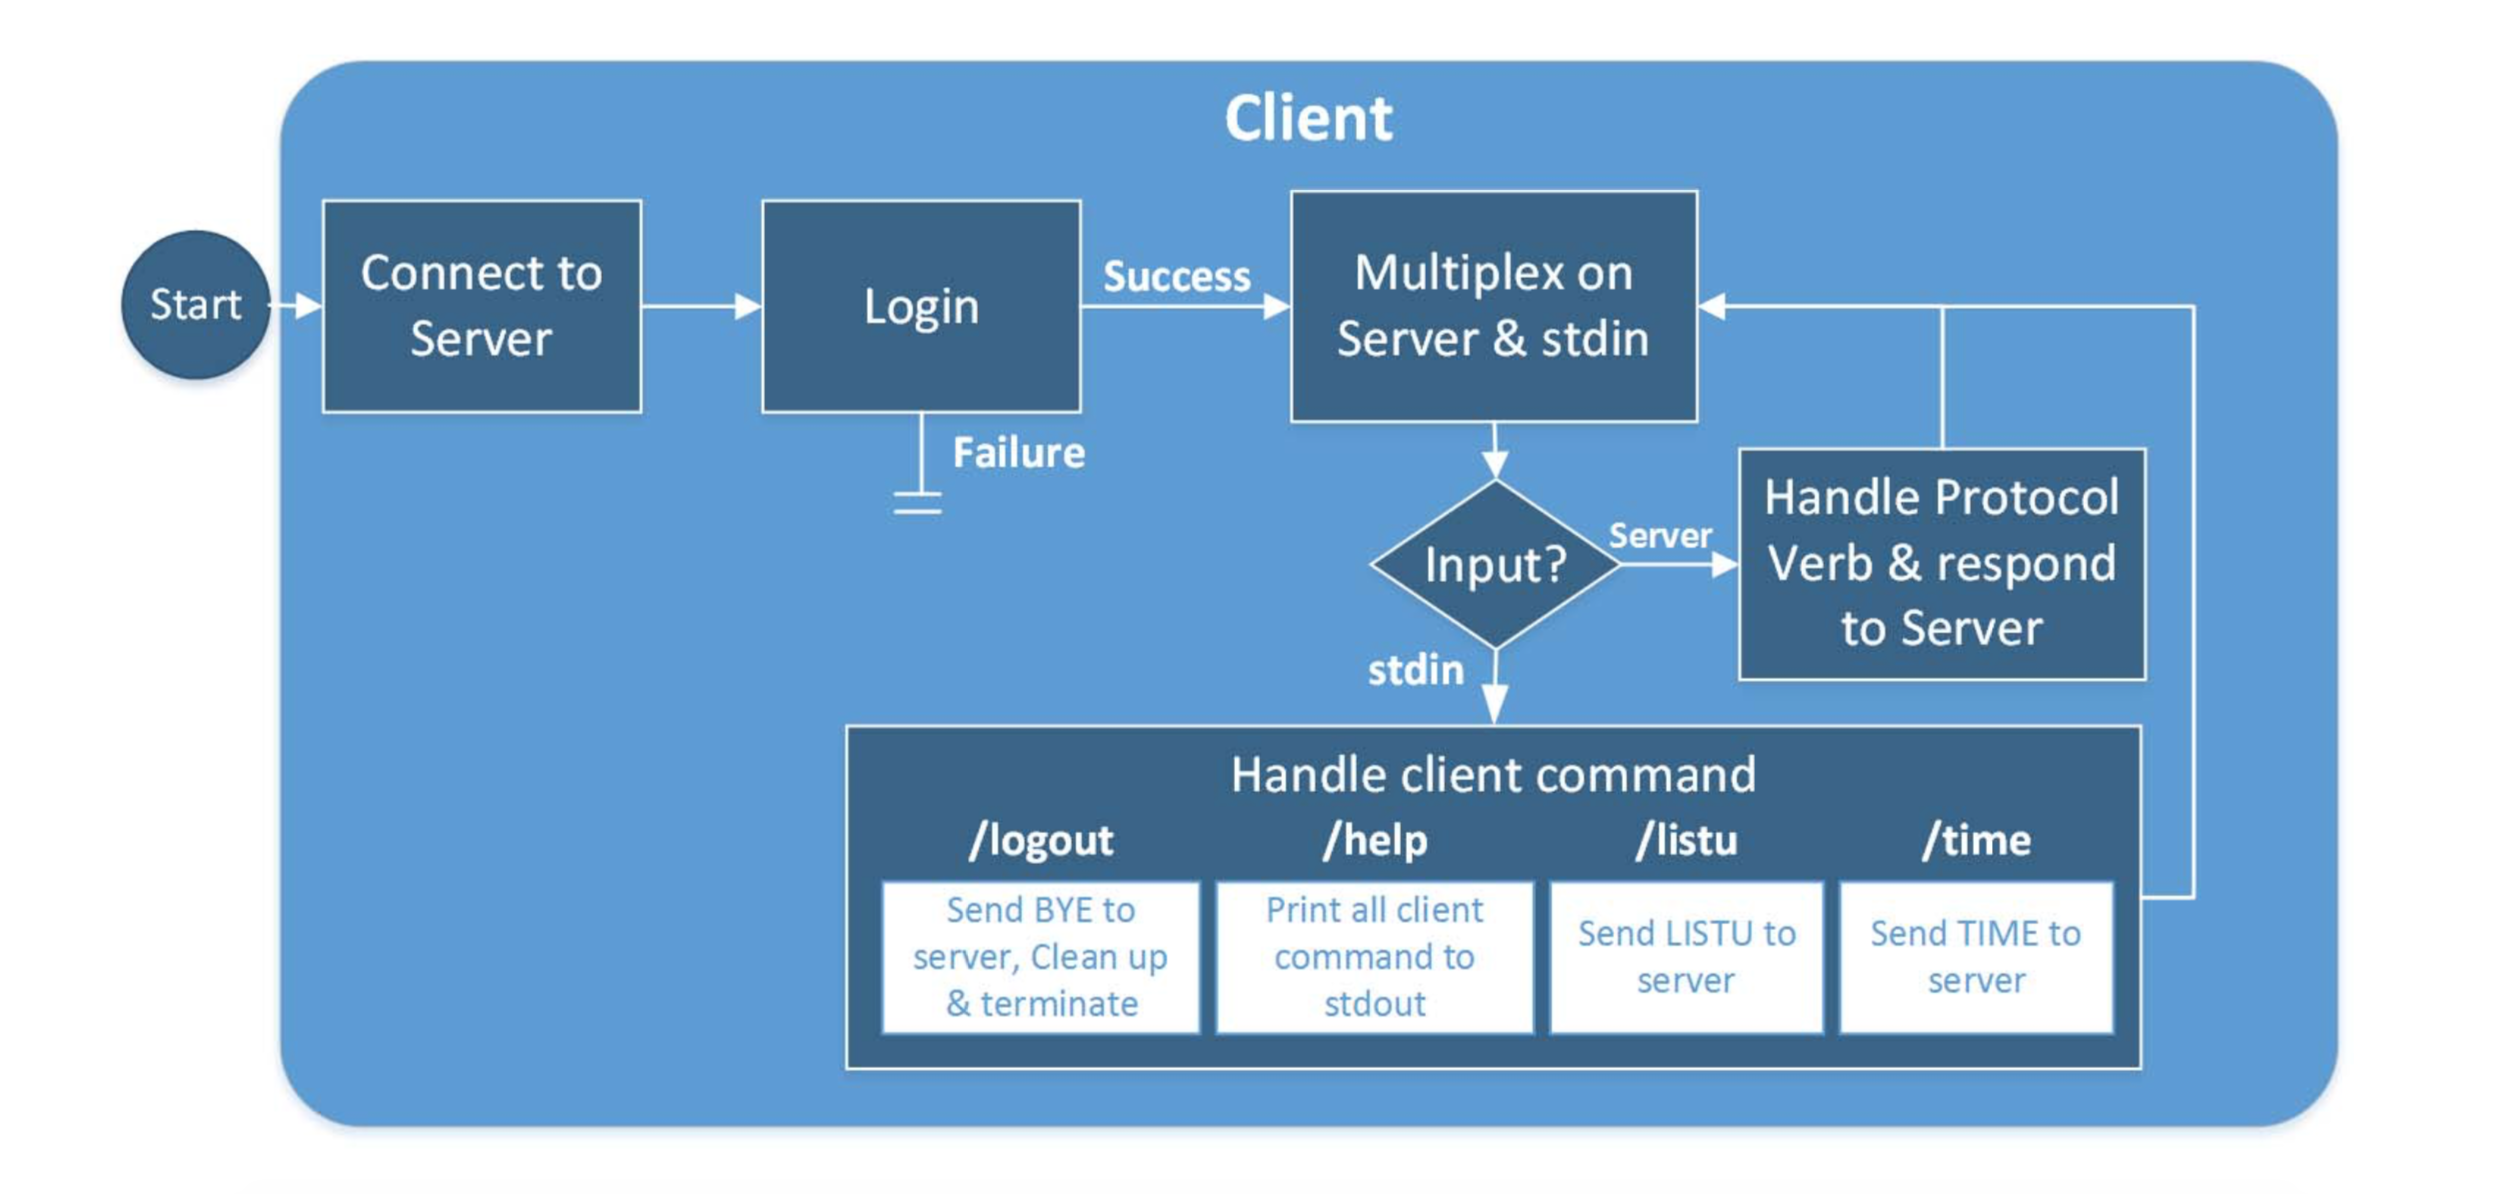 Client
Start
Connect to
Server
Login
Success
Failure
Multiplex on
Server & stdin
Input?
Server
Handle Protocol
Verb & respond
to Server
stdin
Handle client command
/logout
Send BYE to
server, Clean up
& terminate
/help
Print all client
command to
stdout
/listu
Send LISTU to
server
/time
Send TIME to
server